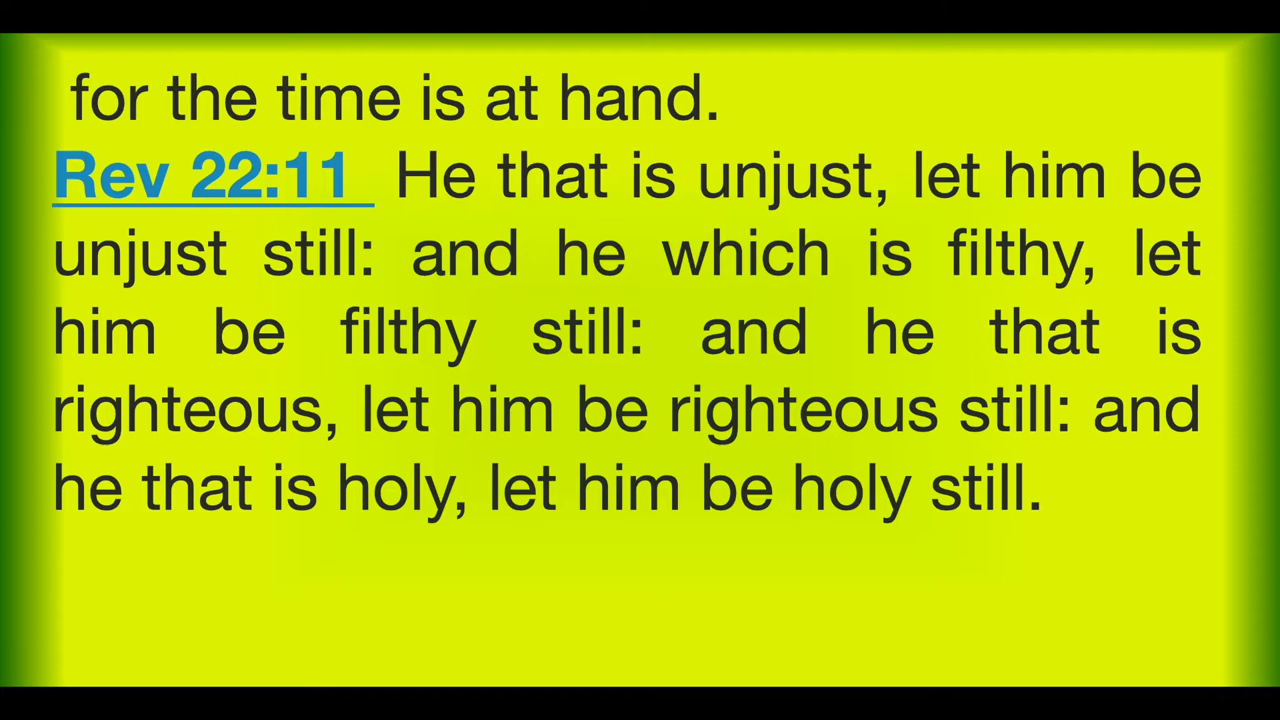 for the time is at hand.
Rev 22:11 He that is unjust, let him be
unjust still: and he which is filthy, let
him be filthy still: and he that is
righteous, let him be righteous still: and
he that is holy, let him be holy still.